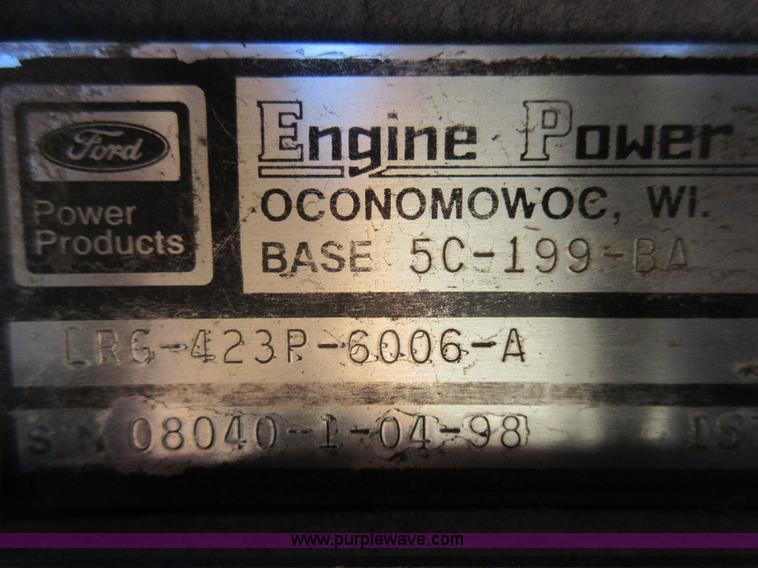 Ford
Power
Products
Engine Power
OCONOMOWOC, WI.
BASE 5C-199-BA
LRG-423P-6006-A
S N 08040-1-04-98
www.purplewave.com